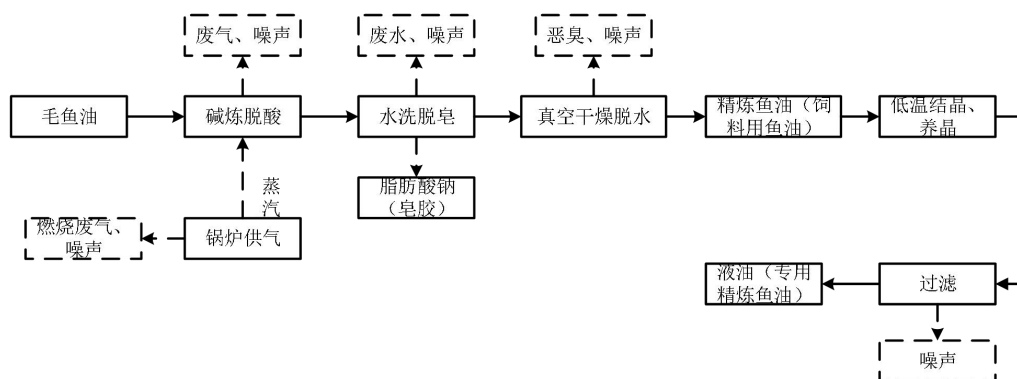 废气、噪声
废水、噪声
恶臭、噪声
毛鱼油
碱炼脱酸
水洗脱皂
真空干燥脱水
精炼鱼油（饲
料用鱼油）
低温结晶、
养晶
蒸
汽
脂肪酸钠
（皂胶）
燃烧废气、
噪声
锅炉供气
液油（专用
精炼鱼油）
过滤
噪声